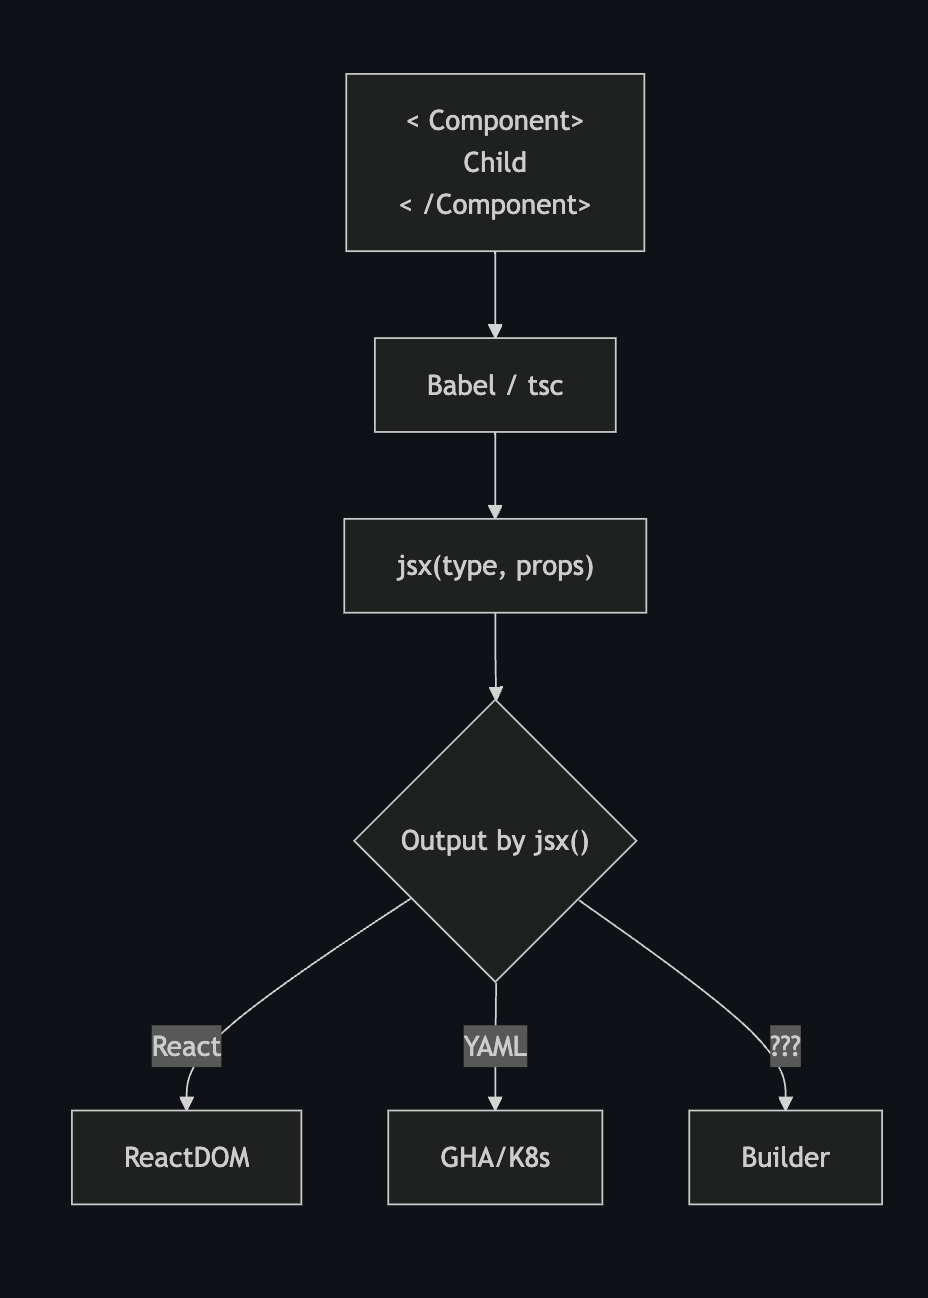 < Component>
Child
< /Component>
Babel / tsc
jsx(type, props)
Output by jsx()
React
YAML
???
ReactDOM
GHA/K8s
Builder